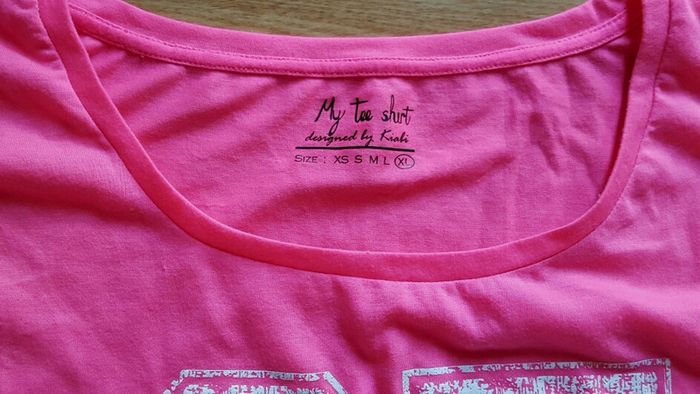 My tee shirt
designed by Kiabi
SIZE : XS S M L XL